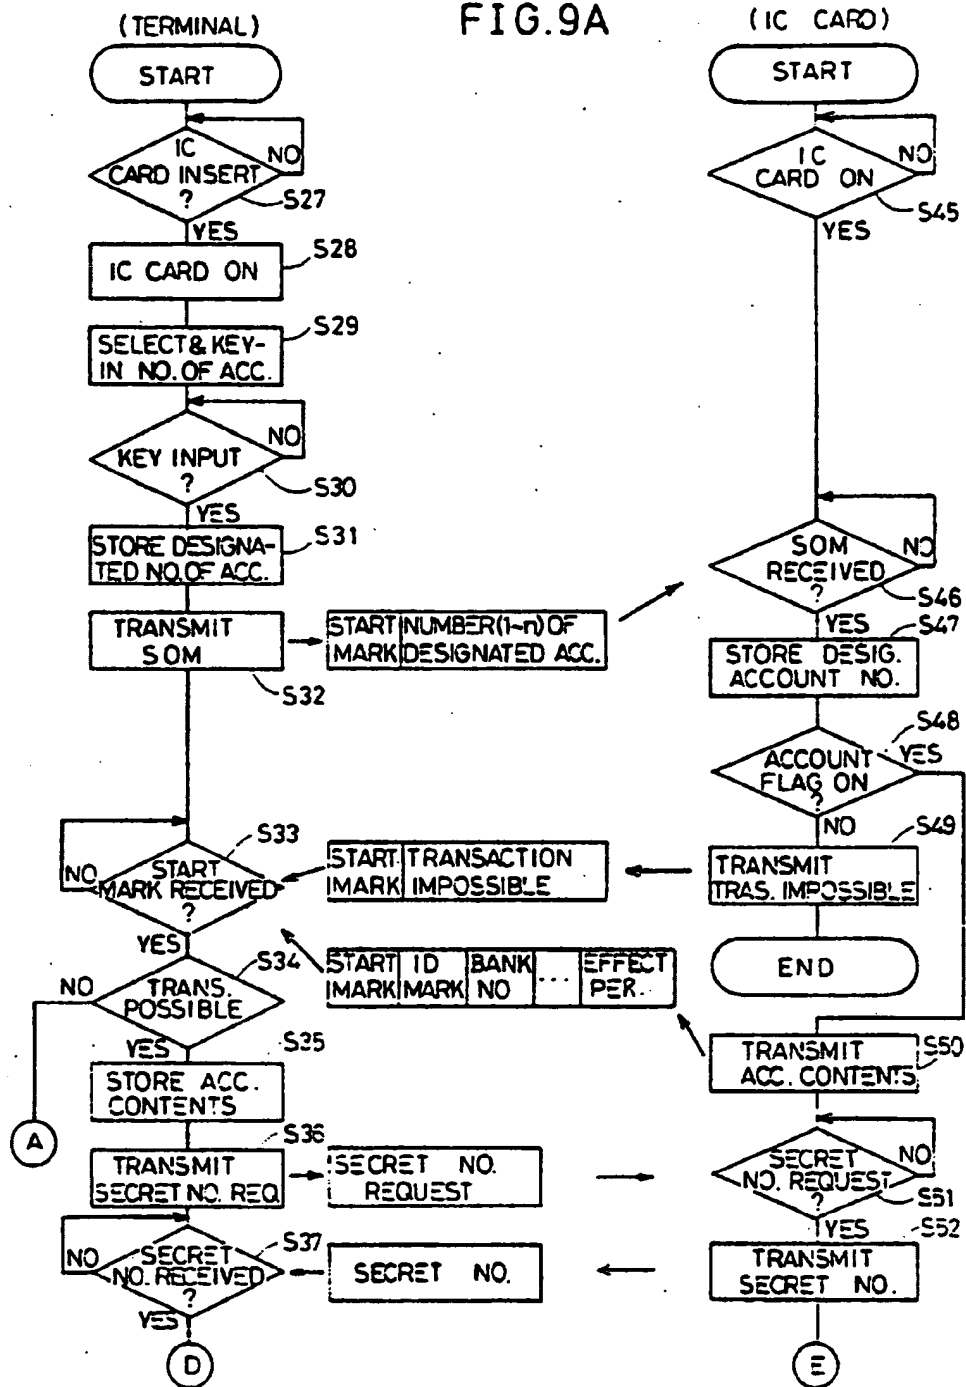 FIG.9A
(TERMINAL)
START
IC
CARD INSERT
?
NO
S27
YES
IC CARD ON
S28
SELECT & KEY-
IN NO. OF ACC.
S29
KEY INPUT
?
NO
S30
YES
STORE DESIGNA-
TED NO. OF ACC.
S31
TRANSMIT
SOM
S32
START
MARK
NUMBER(1~n) OF
DESIGNATED ACC.
START
MARK RECEIVED
?
NO
S33
YES
START
MARK
TRANSACTION
IMPOSSIBLE
TRANS.
POSSIBLE
NO
S34
YES
START
MARK
ID
MARK
BANK
NO
...
EFFECT
PER.
STORE ACC.
CONTENTS
S35
A
TRANSMIT
SECRET NO. REQ.
S36
SECRET NO.
REQUEST
SECRET
NO. RECEIVED
?
NO
S37
YES
SECRET NO.
D
(IC CARD)
START
IC
CARD ON
NO
S45
YES
SOM
RECEIVED
?
NO
S46
YES
S47
STORE DESIG.
ACCOUNT NO.
ACCOUNT
FLAG ON
?
S48
YES
NO
S49
TRANSMIT
TRAS. IMPOSSIBLE
END
TRANSMIT
ACC. CONTENTS
S50
SECRET
NO. REQUEST
?
NO
S51
YES
S52
TRANSMIT
SECRET NO.
E